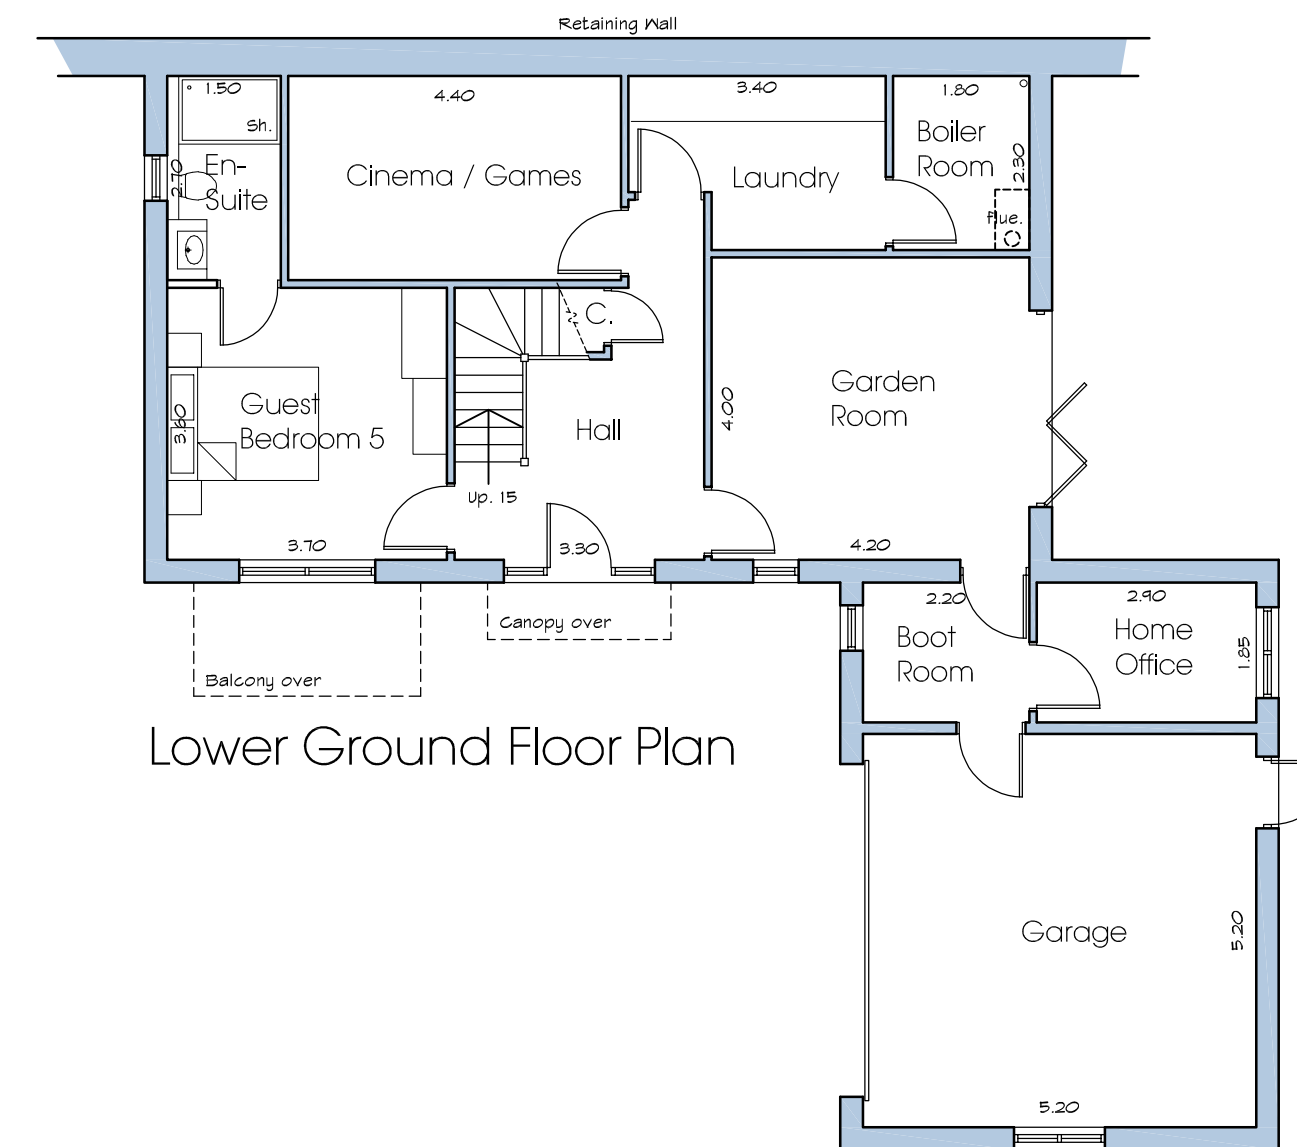 Retaining Wall
1.50
4.40
3.40
1.80
Sh.
Boiler
Room
2.30
2.70
En-
Suite
Cinema / Games
Laundry
flue.
C.
Guest
Bedroom 5
3.60
Hall
4.00
Garden
Room
Up. 15
3.70
3.30
4.20
2.20
2.90
Canopy over
Boot
Room
Home
Office
1.85
Balcony over
Lower Ground Floor Plan
Garage
5.20
5.20